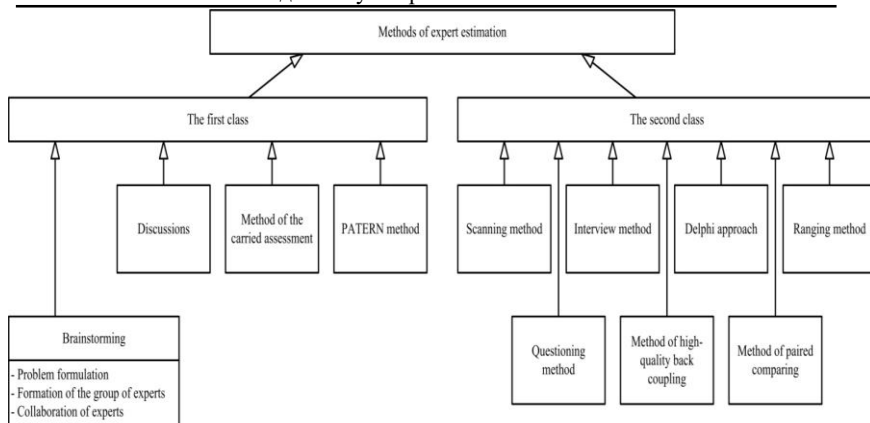 Methods of expert estimation
The first class
The second class
Discussions
Method of the
carried assessment
PATERN method
Scanning method
Interview method
Delphi approach
Ranging method
Brainstorming
- Problem formulation
- Formation of the group of experts
- Collaboration of experts
Questioning
method
Method of high-
quality back
coupling
Method of paired
comparing